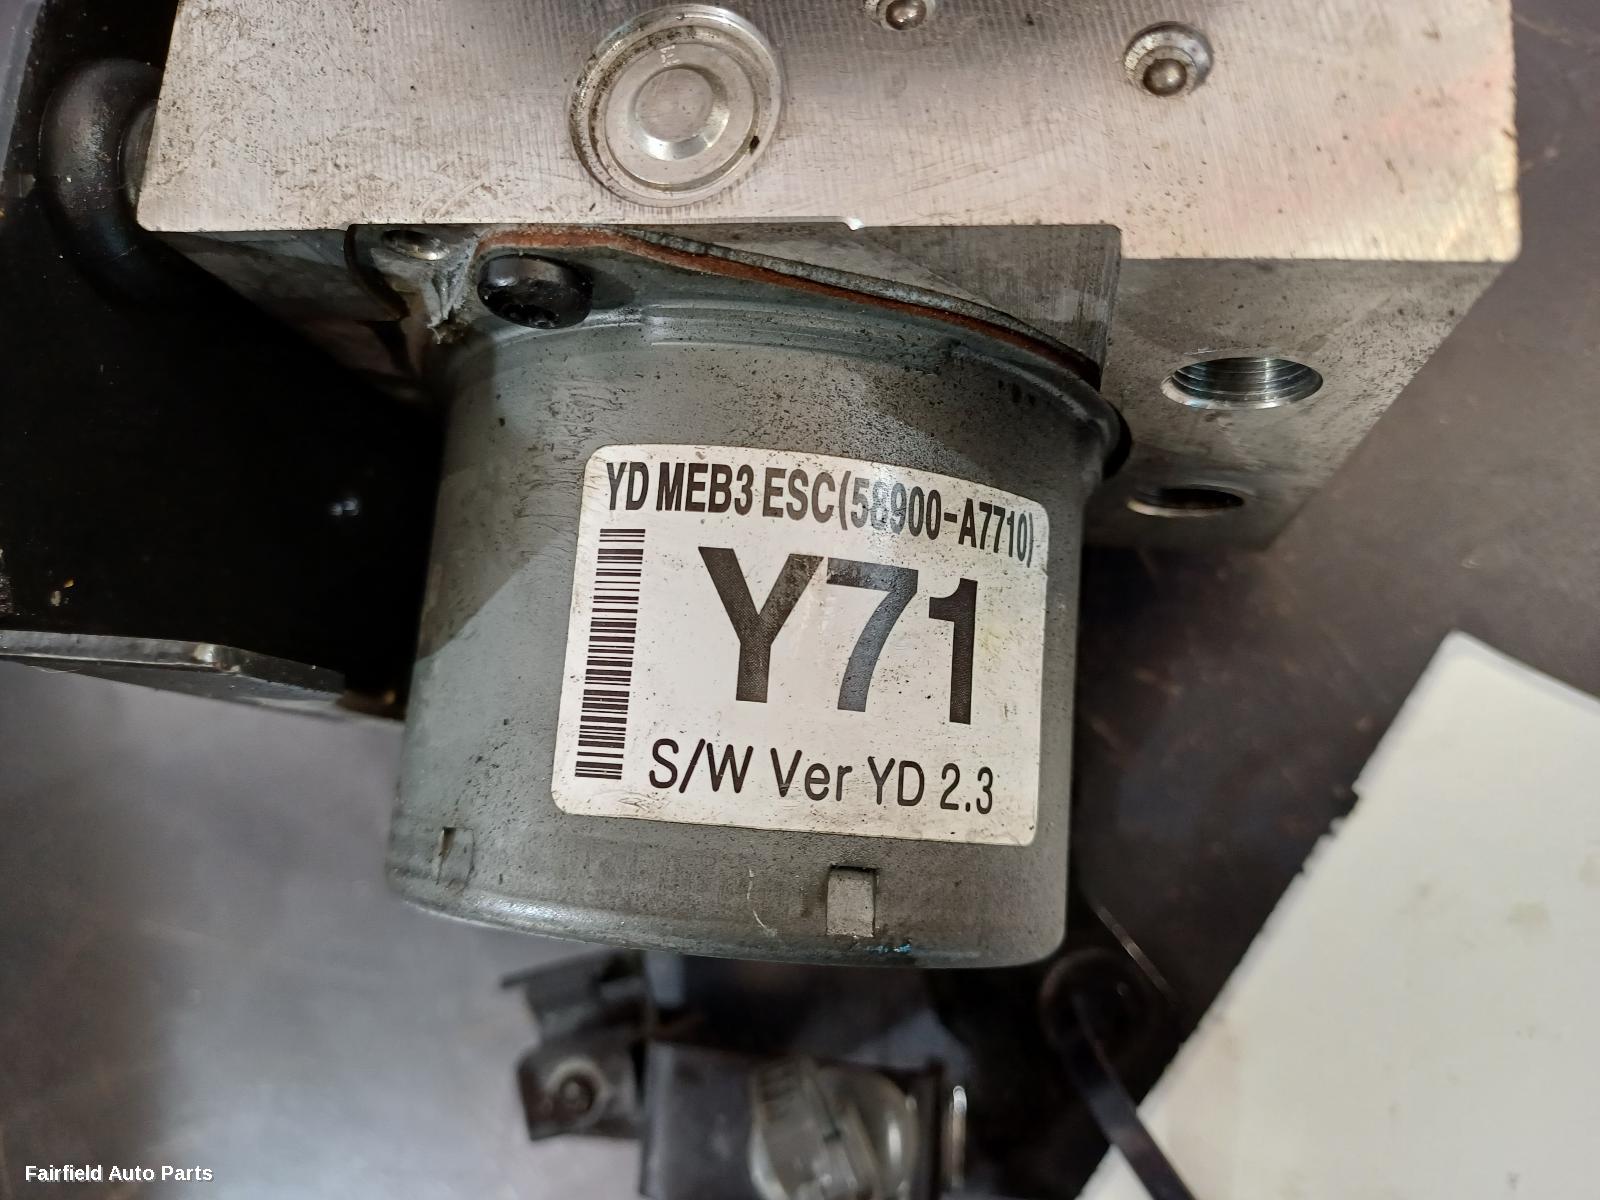 YD MEB3 ESC(58900-A7710)
Y71
S/W Ver YD 2.3
Fairfield Auto Parts